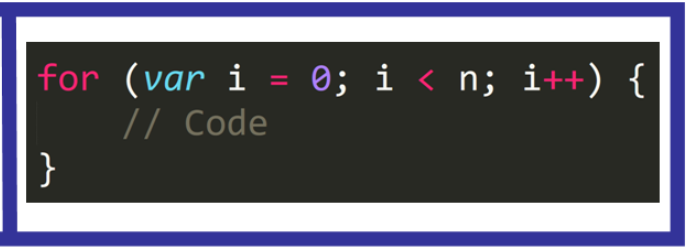 for (var i = 0; i < n; i++) {
    // Code
}